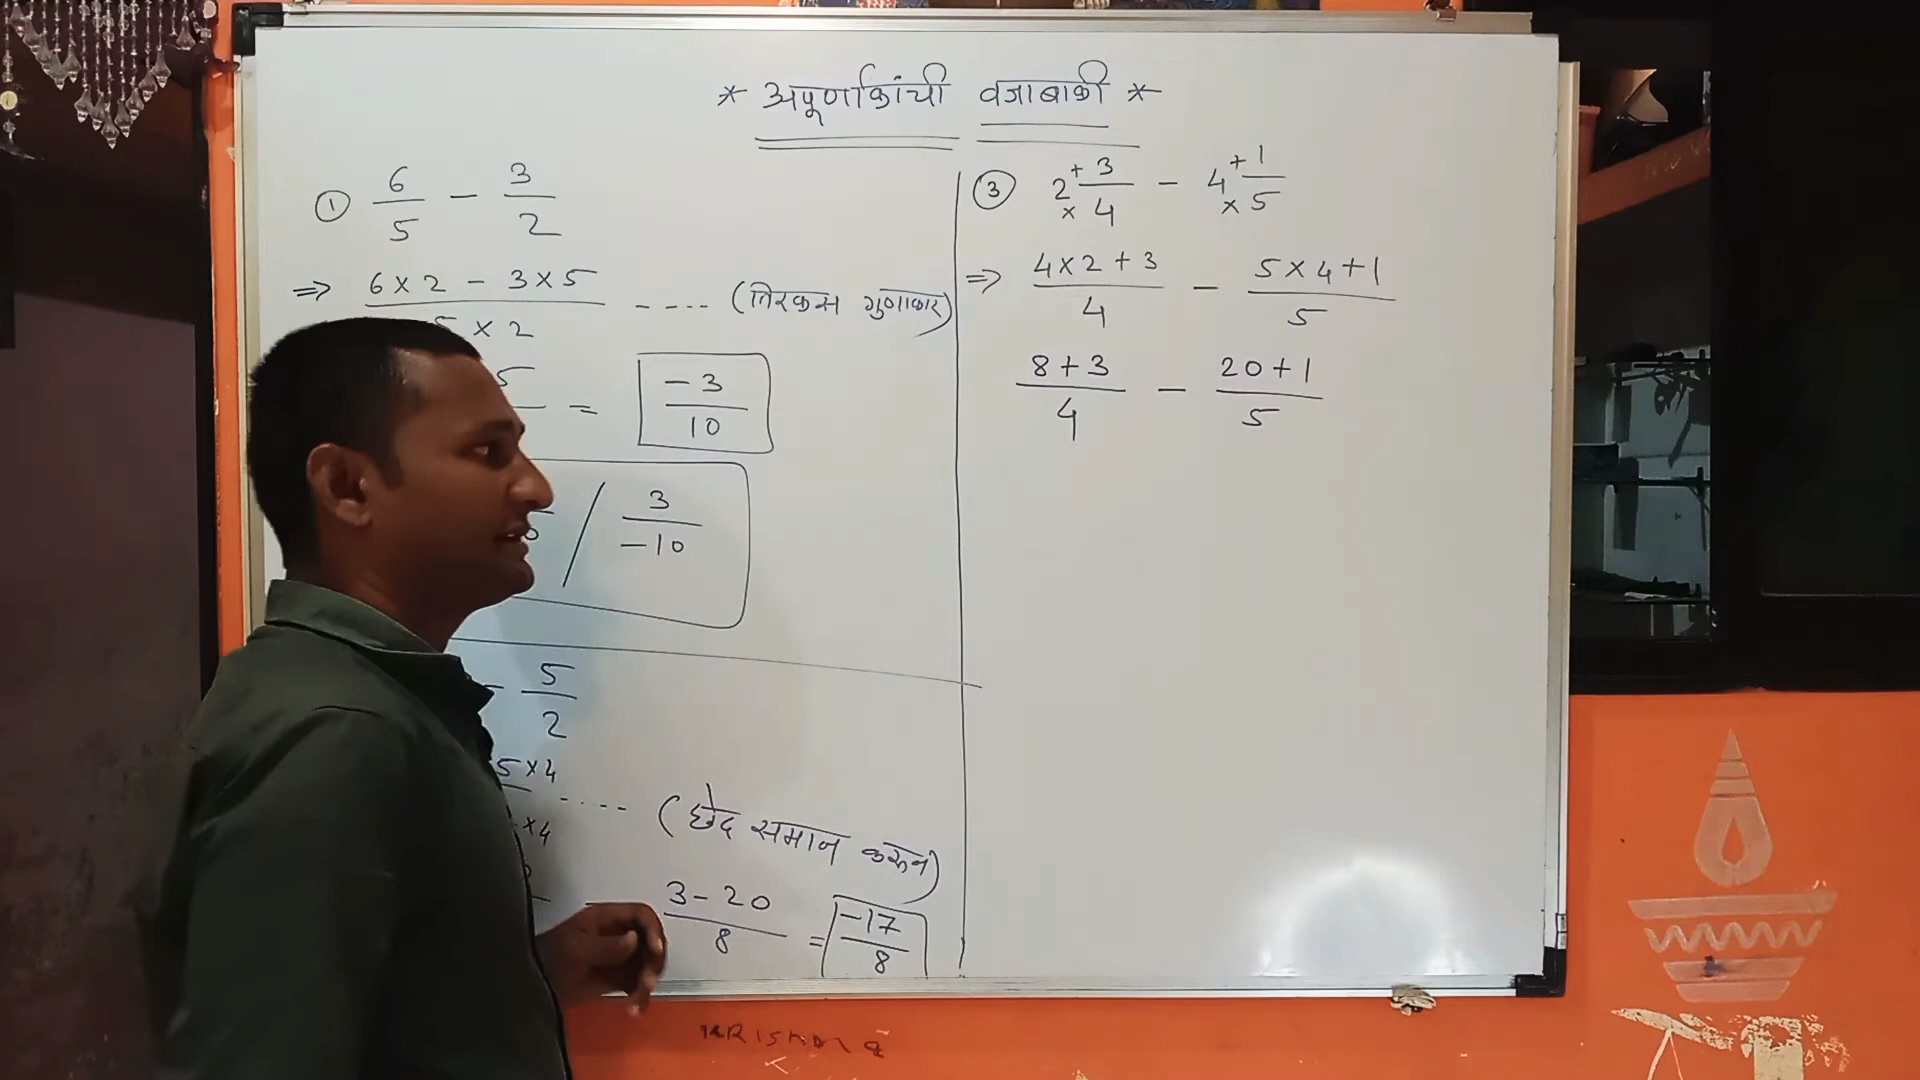 * अपूर्णाकांची वजाबाकी *
① 6/5 - 3/2
⇒ (6 × 2 - 3 × 5)/(5 × 2) ---- (तिरकस गुणाकार)
5 = -3/10
/ 3/-10
- 5/2
5 × 4
× 4 .... (छेद समान करून)
(3 - 20)/8 = -17/8
③ 2 + 3/× 4 - 4 + 1/× 5
⇒ (4 × 2 + 3)/4 - (5 × 4 + 1)/5
(8 + 3)/4 - (20 + 1)/5